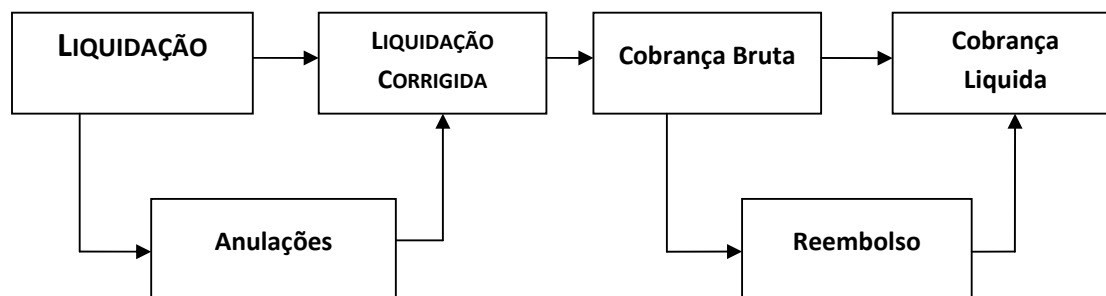 LIQUIDAÇÃO
LIQUIDAÇÃO
CORRIGIDA
Cobrança Bruta
Cobrança
Liquida
Anulações
Reembolso